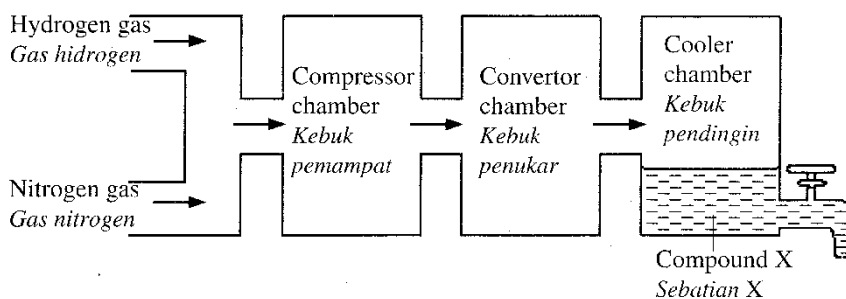 Hydrogen gas
Gas hidrogen
Compressor
chamber
Kebuk
pemampat
Convertor
chamber
Kebuk
penukar
Cooler
chamber
Kebuk
pendingin
Nitrogen gas
Gas nitrogen
Compound X
Sebatian X